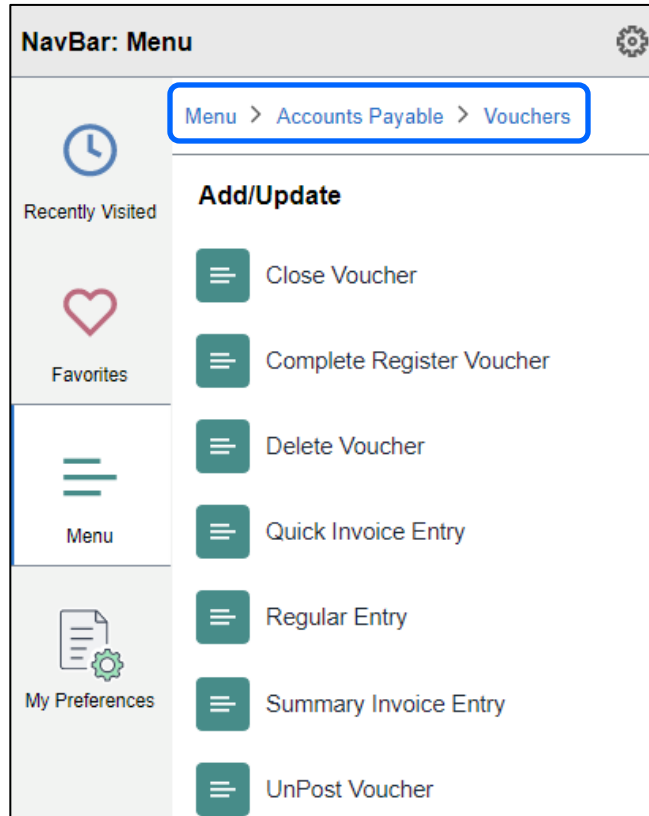 NavBar: Menu
Menu > Accounts Payable > Vouchers
Recently Visited
Favorites
Menu
My Preferences
Add/Update
Close Voucher
Complete Register Voucher
Delete Voucher
Quick Invoice Entry
Regular Entry
Summary Invoice Entry
UnPost Voucher